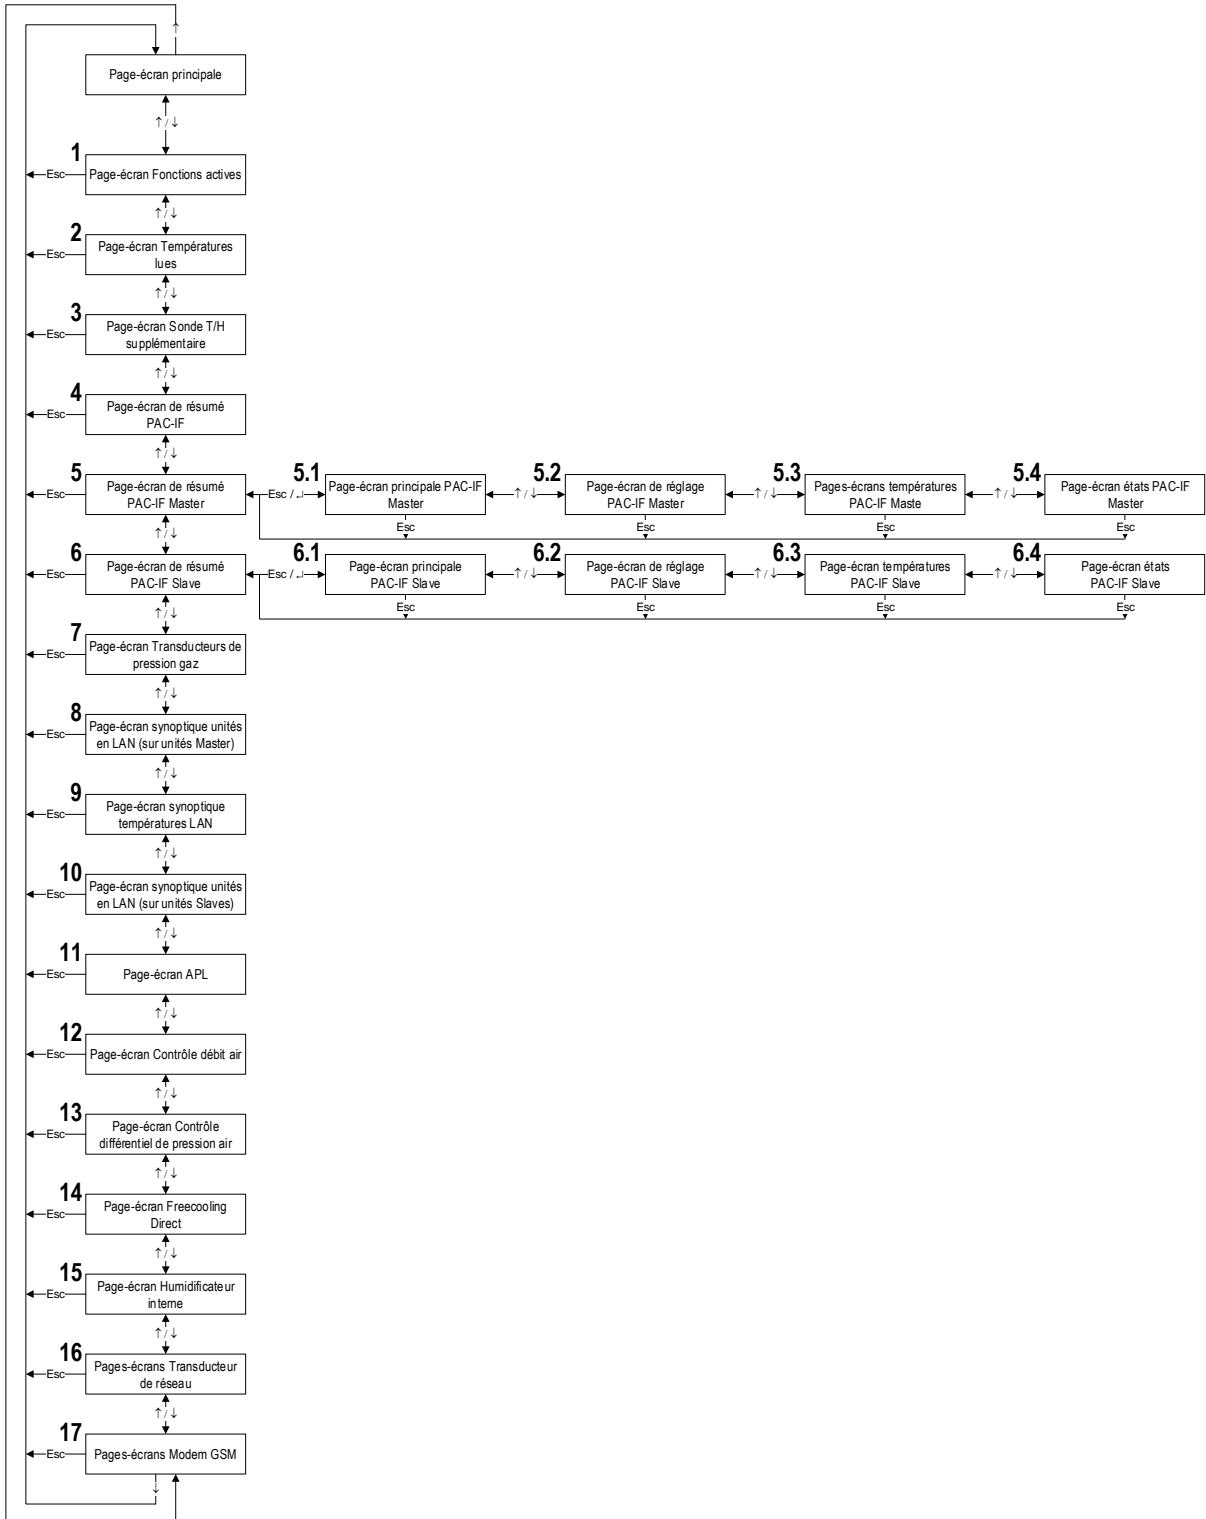 ↑
Page-écran principale
↑ / ↓
1
Esc
Page-écran Fonctions actives
↑ / ↓
2
Esc
Page-écran Températures
lues
↑ / ↓
3
Esc
Page-écran Sonde T/H
supplémentaire
↑ / ↓
4
Esc
Page-écran de résumé
PAC-IF
↑ / ↓
5
Esc
Page-écran de résumé
PAC-IF Master
Esc / ↵
5.1
Page-écran principale PAC-IF
Master
Esc
↑ / ↓
5.2
Page-écran de réglage
PAC-IF Master
Esc
↑ / ↓
5.3
Pages-écrans températures
PAC-IF Maste
Esc
↑ / ↓
5.4
Page-écran états PAC-IF
Master
Esc
↑ / ↓
6
Esc
Page-écran de résumé
PAC-IF Slave
Esc / ↵
6.1
Page-écran principale
PAC-IF Slave
Esc
↑ / ↓
6.2
Page-écran de réglage
PAC-IF Slave
Esc
↑ / ↓
6.3
Page-écran températures
PAC-IF Slave
Esc
↑ / ↓
6.4
Page-écran états
PAC-IF Slave
Esc
↑ / ↓
7
Esc
Page-écran Transducteurs de
pression gaz
↑ / ↓
8
Esc
Page-écran synoptique unités
en LAN (sur unités Master)
↑ / ↓
9
Esc
Page-écran synoptique
températures LAN
↑ / ↓
10
Esc
Page-écran synoptique unités
en LAN (sur unités Slaves)
↑ / ↓
11
Esc
Page-écran APL
↑ / ↓
12
Esc
Page-écran Contrôle débit air
↑ / ↓
13
Esc
Page-écran Contrôle
différentiel de pression air
↑ / ↓
14
Esc
Page-écran Freecooling
Direct
↑ / ↓
15
Esc
Page-écran Humidificateur
interne
↑ / ↓
16
Esc
Pages-écrans Transducteur
de réseau
↑ / ↓
17
Esc
Pages-écrans Modem GSM
↓